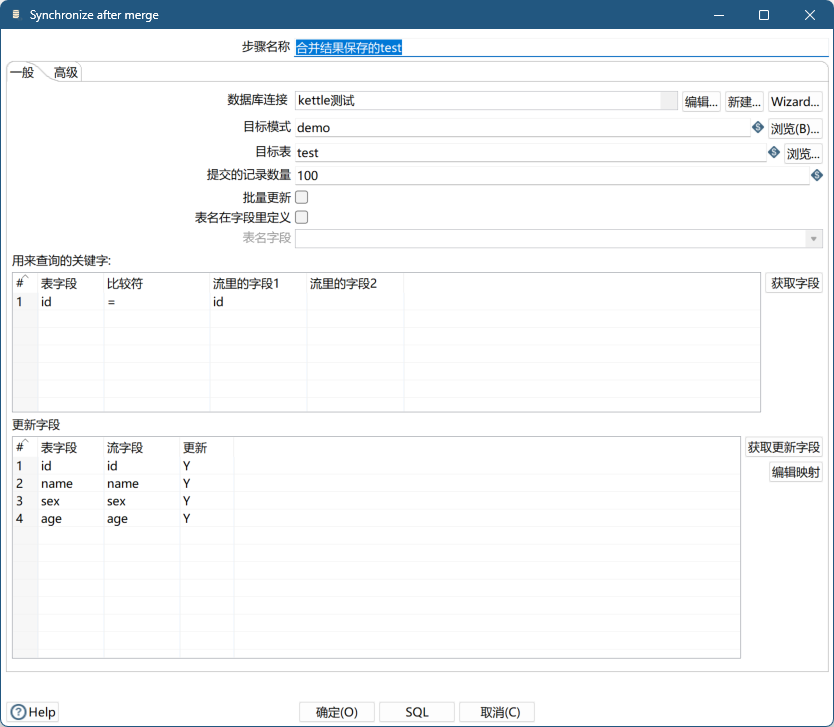 Synchronize after merge
步骤名称 合并结果保存的test
一般 高级
数据库连接 kettle测试 编辑... 新建... Wizard...
目标模式 demo 浏览(B)...
目标表 test 浏览...
提交的记录数量 100
批量更新
表名在字段里定义
表名字段
用来查询的关键字:
# 表字段 比较符 流里的字段1 流里的字段2 获取字段
1 id = id
更新字段
# 表字段 流字段 更新 获取更新字段
1 id id Y 编辑映射
2 name name Y
3 sex sex Y
4 age age Y
Help 确定(O) SQL 取消(C)